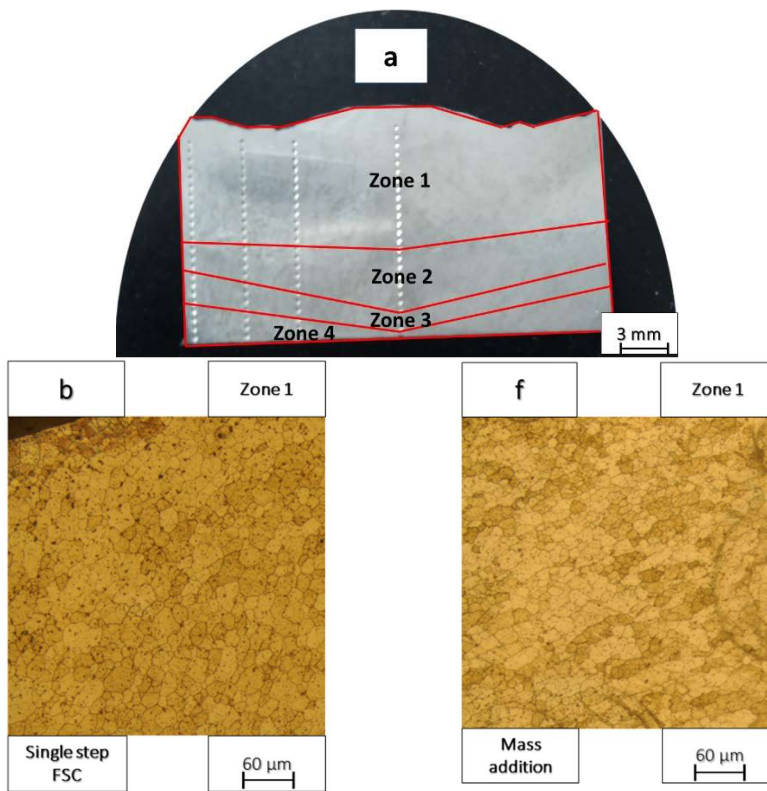 a
Zone 1
Zone 2
Zone 3
Zone 4
3 mm
b
Zone 1
f
Zone 1
Single step
FSC
60 µm
Mass
addition
60 µm